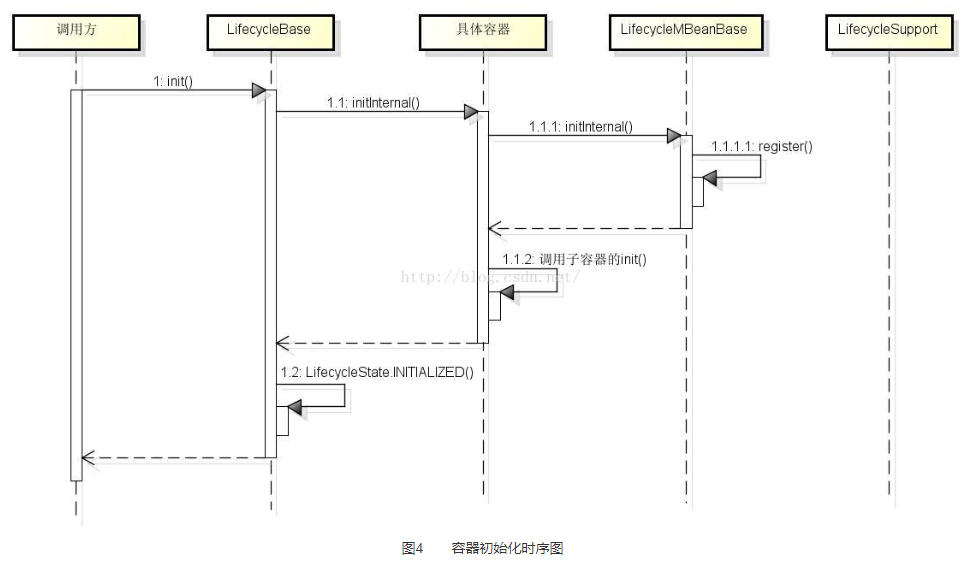 调用方
LifecycleBase
具体容器
LifecycleMBeanBase
LifecycleSupport
1: init()
1.1: initInternal()
1.1.1: initInternal()
1.1.1.1: register()
1.1.2: 调用子容器的init()
http://blog.csdn.net/
1.2: LifecycleState.INITIALIZED()
图4 容器初始化时序图